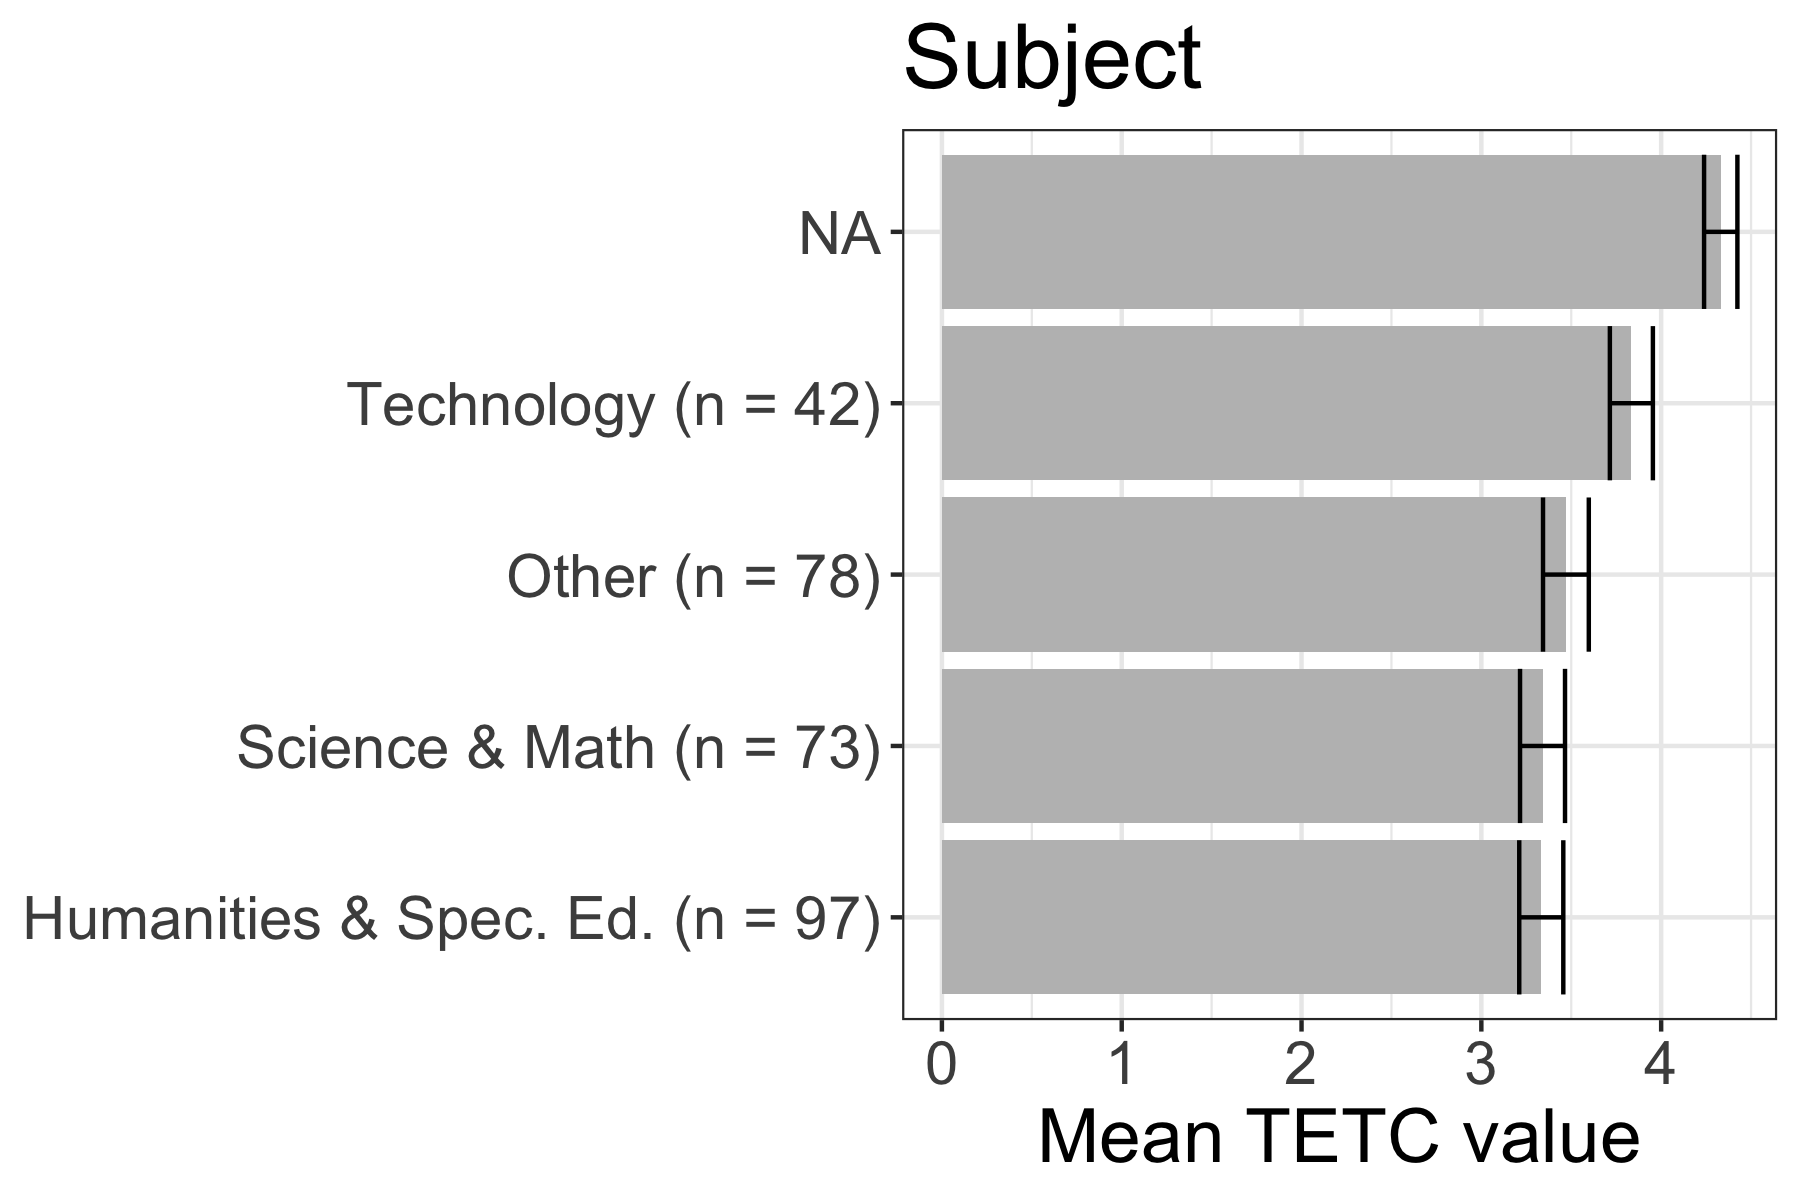 Subject
NA
Technology (n = 42)
Other (n = 78)
Science & Math (n = 73)
Humanities & Spec. Ed. (n = 97)
0 1 2 3 4
Mean TETC value